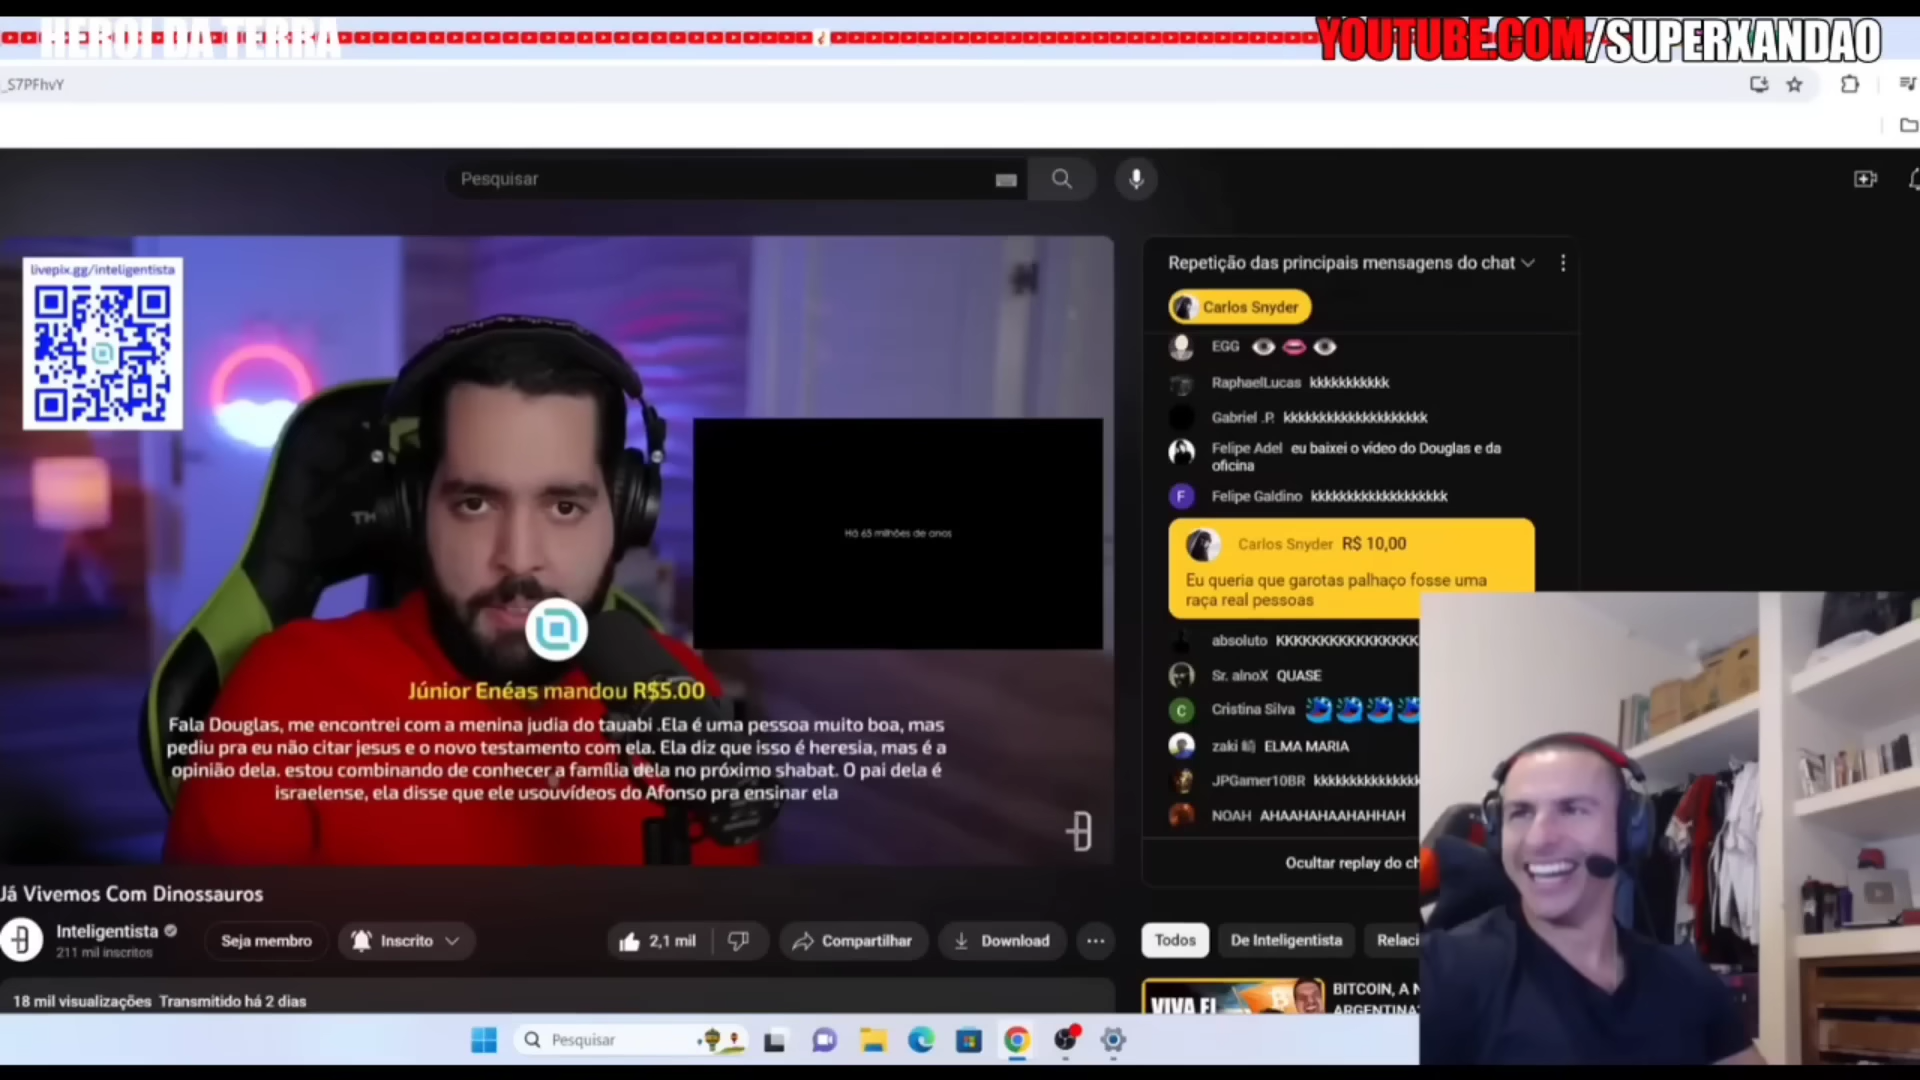 HEROI DA TERRA
YOUTUBE.COM/SUPERXANDAO
_S7PFhvY
Pesquisar
livepix.gg/inteligentista
Há 65 milhões de anos
Júnior Enéas mandou R$5.00
Fala Douglas, me encontrei com a menina judia do tauabi .Ela é uma pessoa muito boa, mas
pediu pra eu não citar jesus e o novo testamento com ela. Ela diz que isso é heresia, mas é a
opinião dela. estou combinando de conhecer a família dela no próximo shabat. O pai dela é
israelense, ela disse que ele usouvídeos do Afonso pra ensinar ela
Repetição das principais mensagens do chat
Carlos Snyder
EGG
RaphaelLucas kkkkkkkkkkk
Gabriel .P. kkkkkkkkkkkkkkkkkkkk
Felipe Adel eu baixei o vídeo do Douglas e da
oficina
F Felipe Galdino kkkkkkkkkkkkkkkkkkk
Carlos Snyder R$ 10,00
Eu queria que garotas palhaço fosse uma
raça real pessoas
absoluto KKKKKKKKKKKKKKKKK
Sr. alnoX QUASE
C Cristina Silva
zaki ELMA MARIA
JPGamer10BR kkkkkkkkkkkkkkk
NOAH AHAAHAHAAHAHHAH
Ocultar replay do ch
Já Vivemos Com Dinossauros
Inteligentista
211 mil inscritos
Seja membro
Inscrito
2,1 mil
Compartilhar
Download
Todos
De Inteligentista
Relaci
18 mil visualizações Transmitido há 2 dias
VIVA EL
BITCOIN, A N
ARGENTINA
Pesquisar